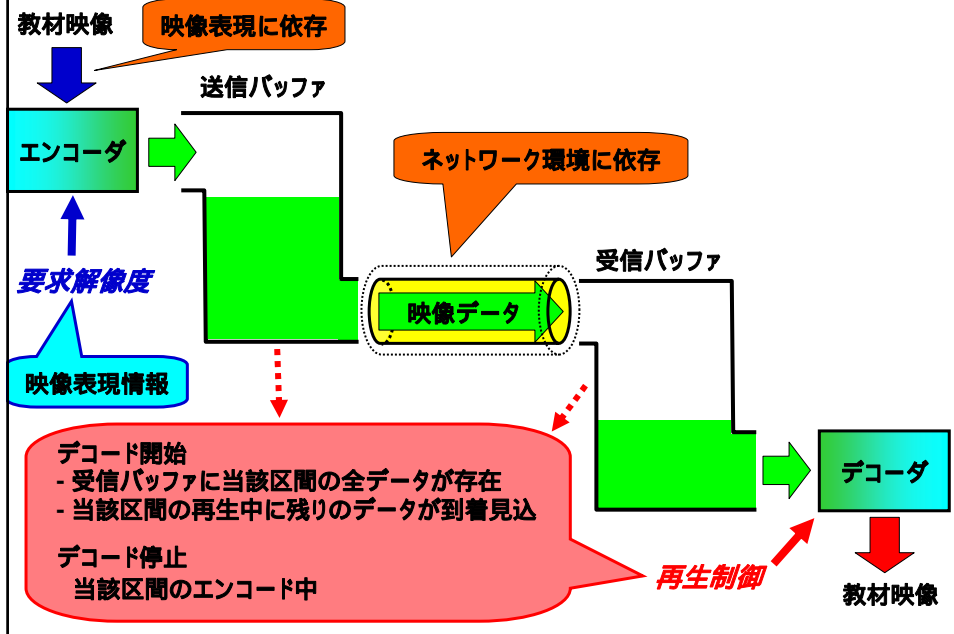 教材映像
映像表現に依存
送信バッファ
エンコーダ
ネットワーク環境に依存
受信バッファ
要求解像度
映像データ
映像表現情報
デコード開始
- 受信バッファに当該区間の全データが存在
- 当該区間の再生中に残りのデータが到着見込
デコード停止
当該区間のエンコード中
デコーダ
再生制御
教材映像